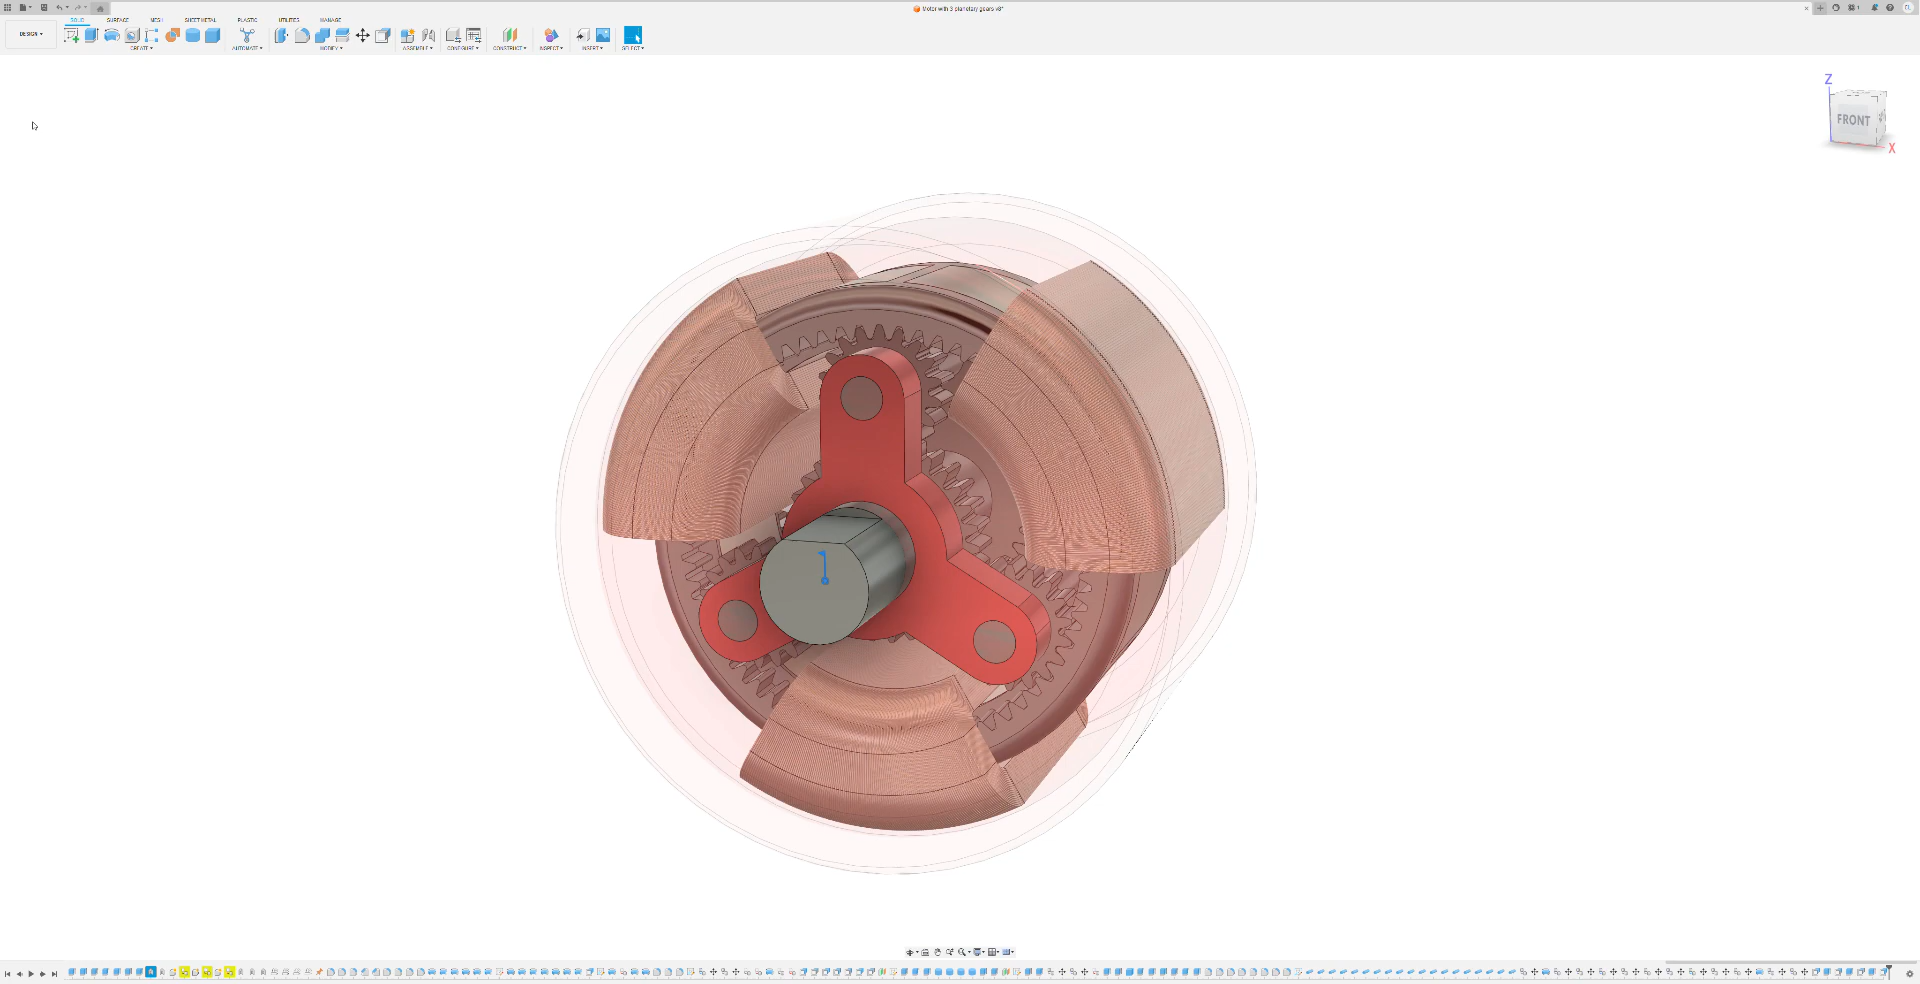 Motor with 3 planetary gears v8*
SOLID SURFACE MESH SHEET METAL PLASTIC UTILITIES MANAGE
DESIGN
CREATE AUTOMATE MODIFY ASSEMBLE CONFIGURE CONSTRUCT INSPECT INSERT SELECT
Z
FRONT
X